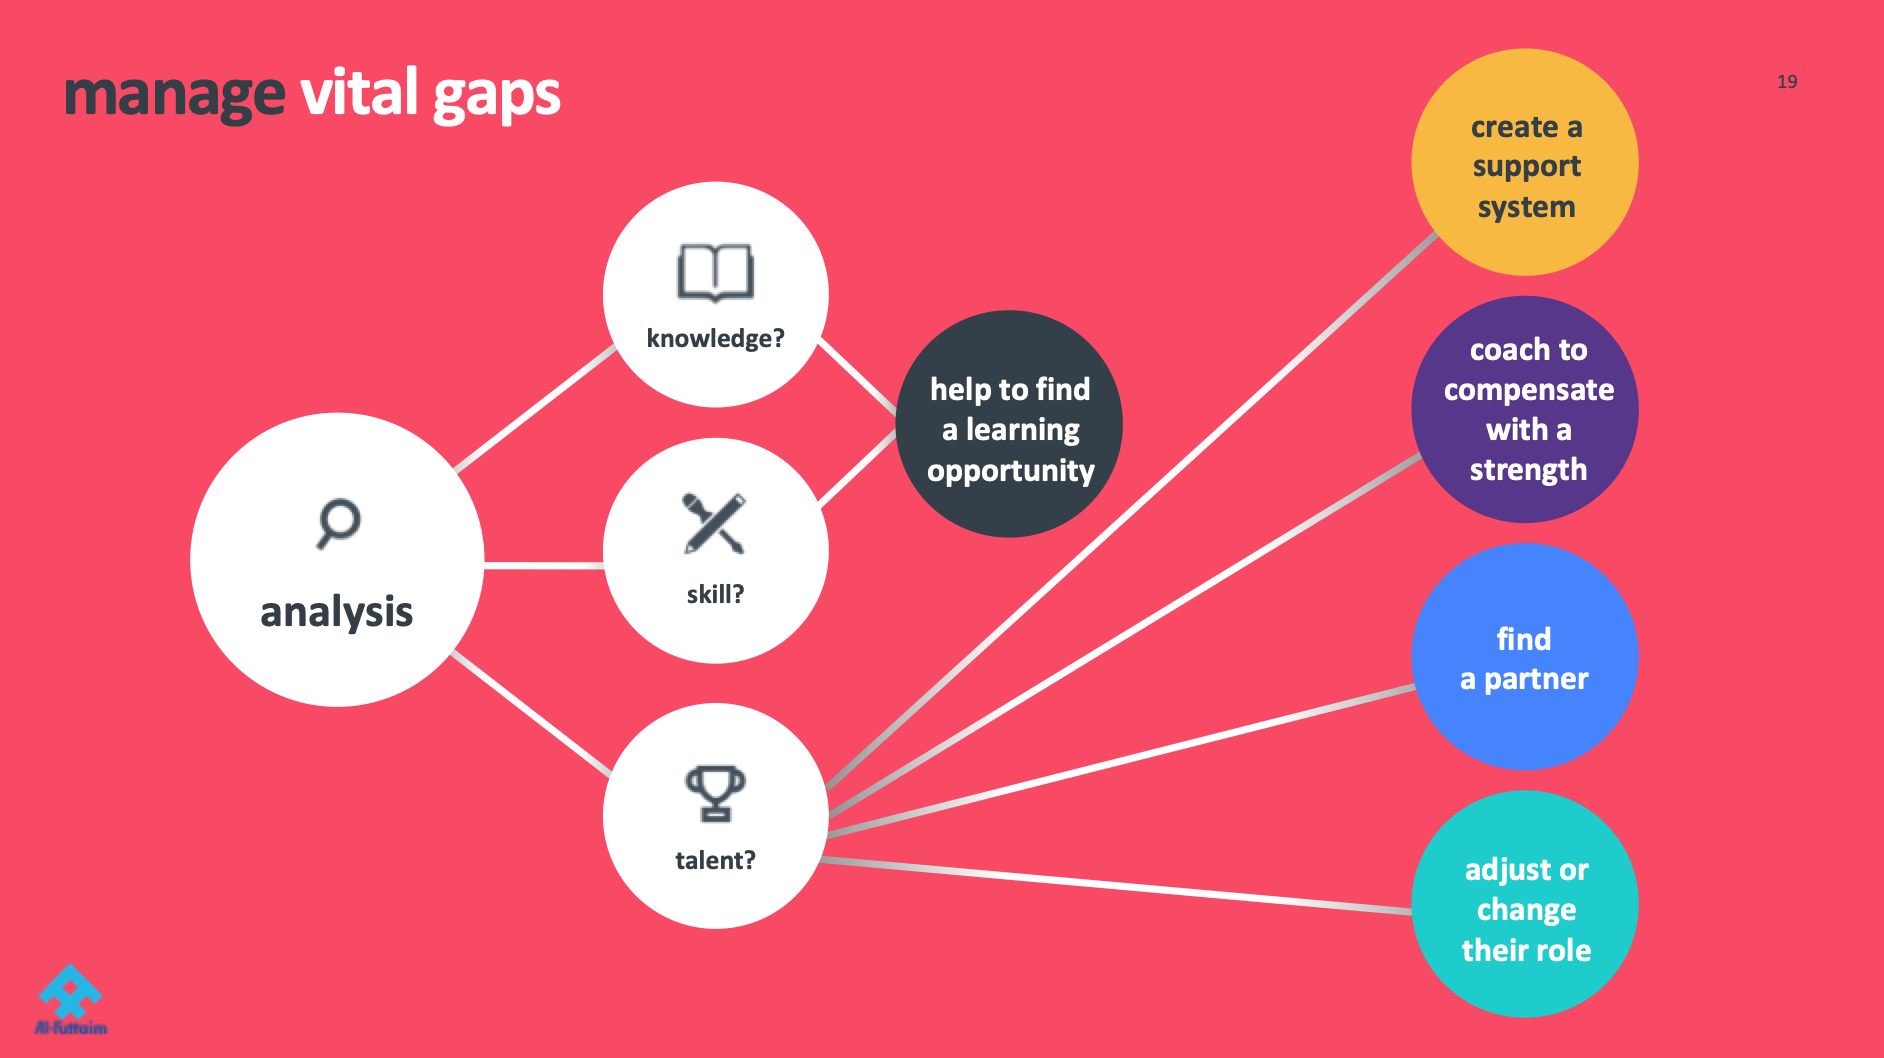 manage vital gaps
19
analysis
knowledge?
skill?
talent?
help to find
a learning
opportunity
create a
support
system
coach to
compensate
with a
strength
find
a partner
adjust or
change
their role
Al-Futtaim